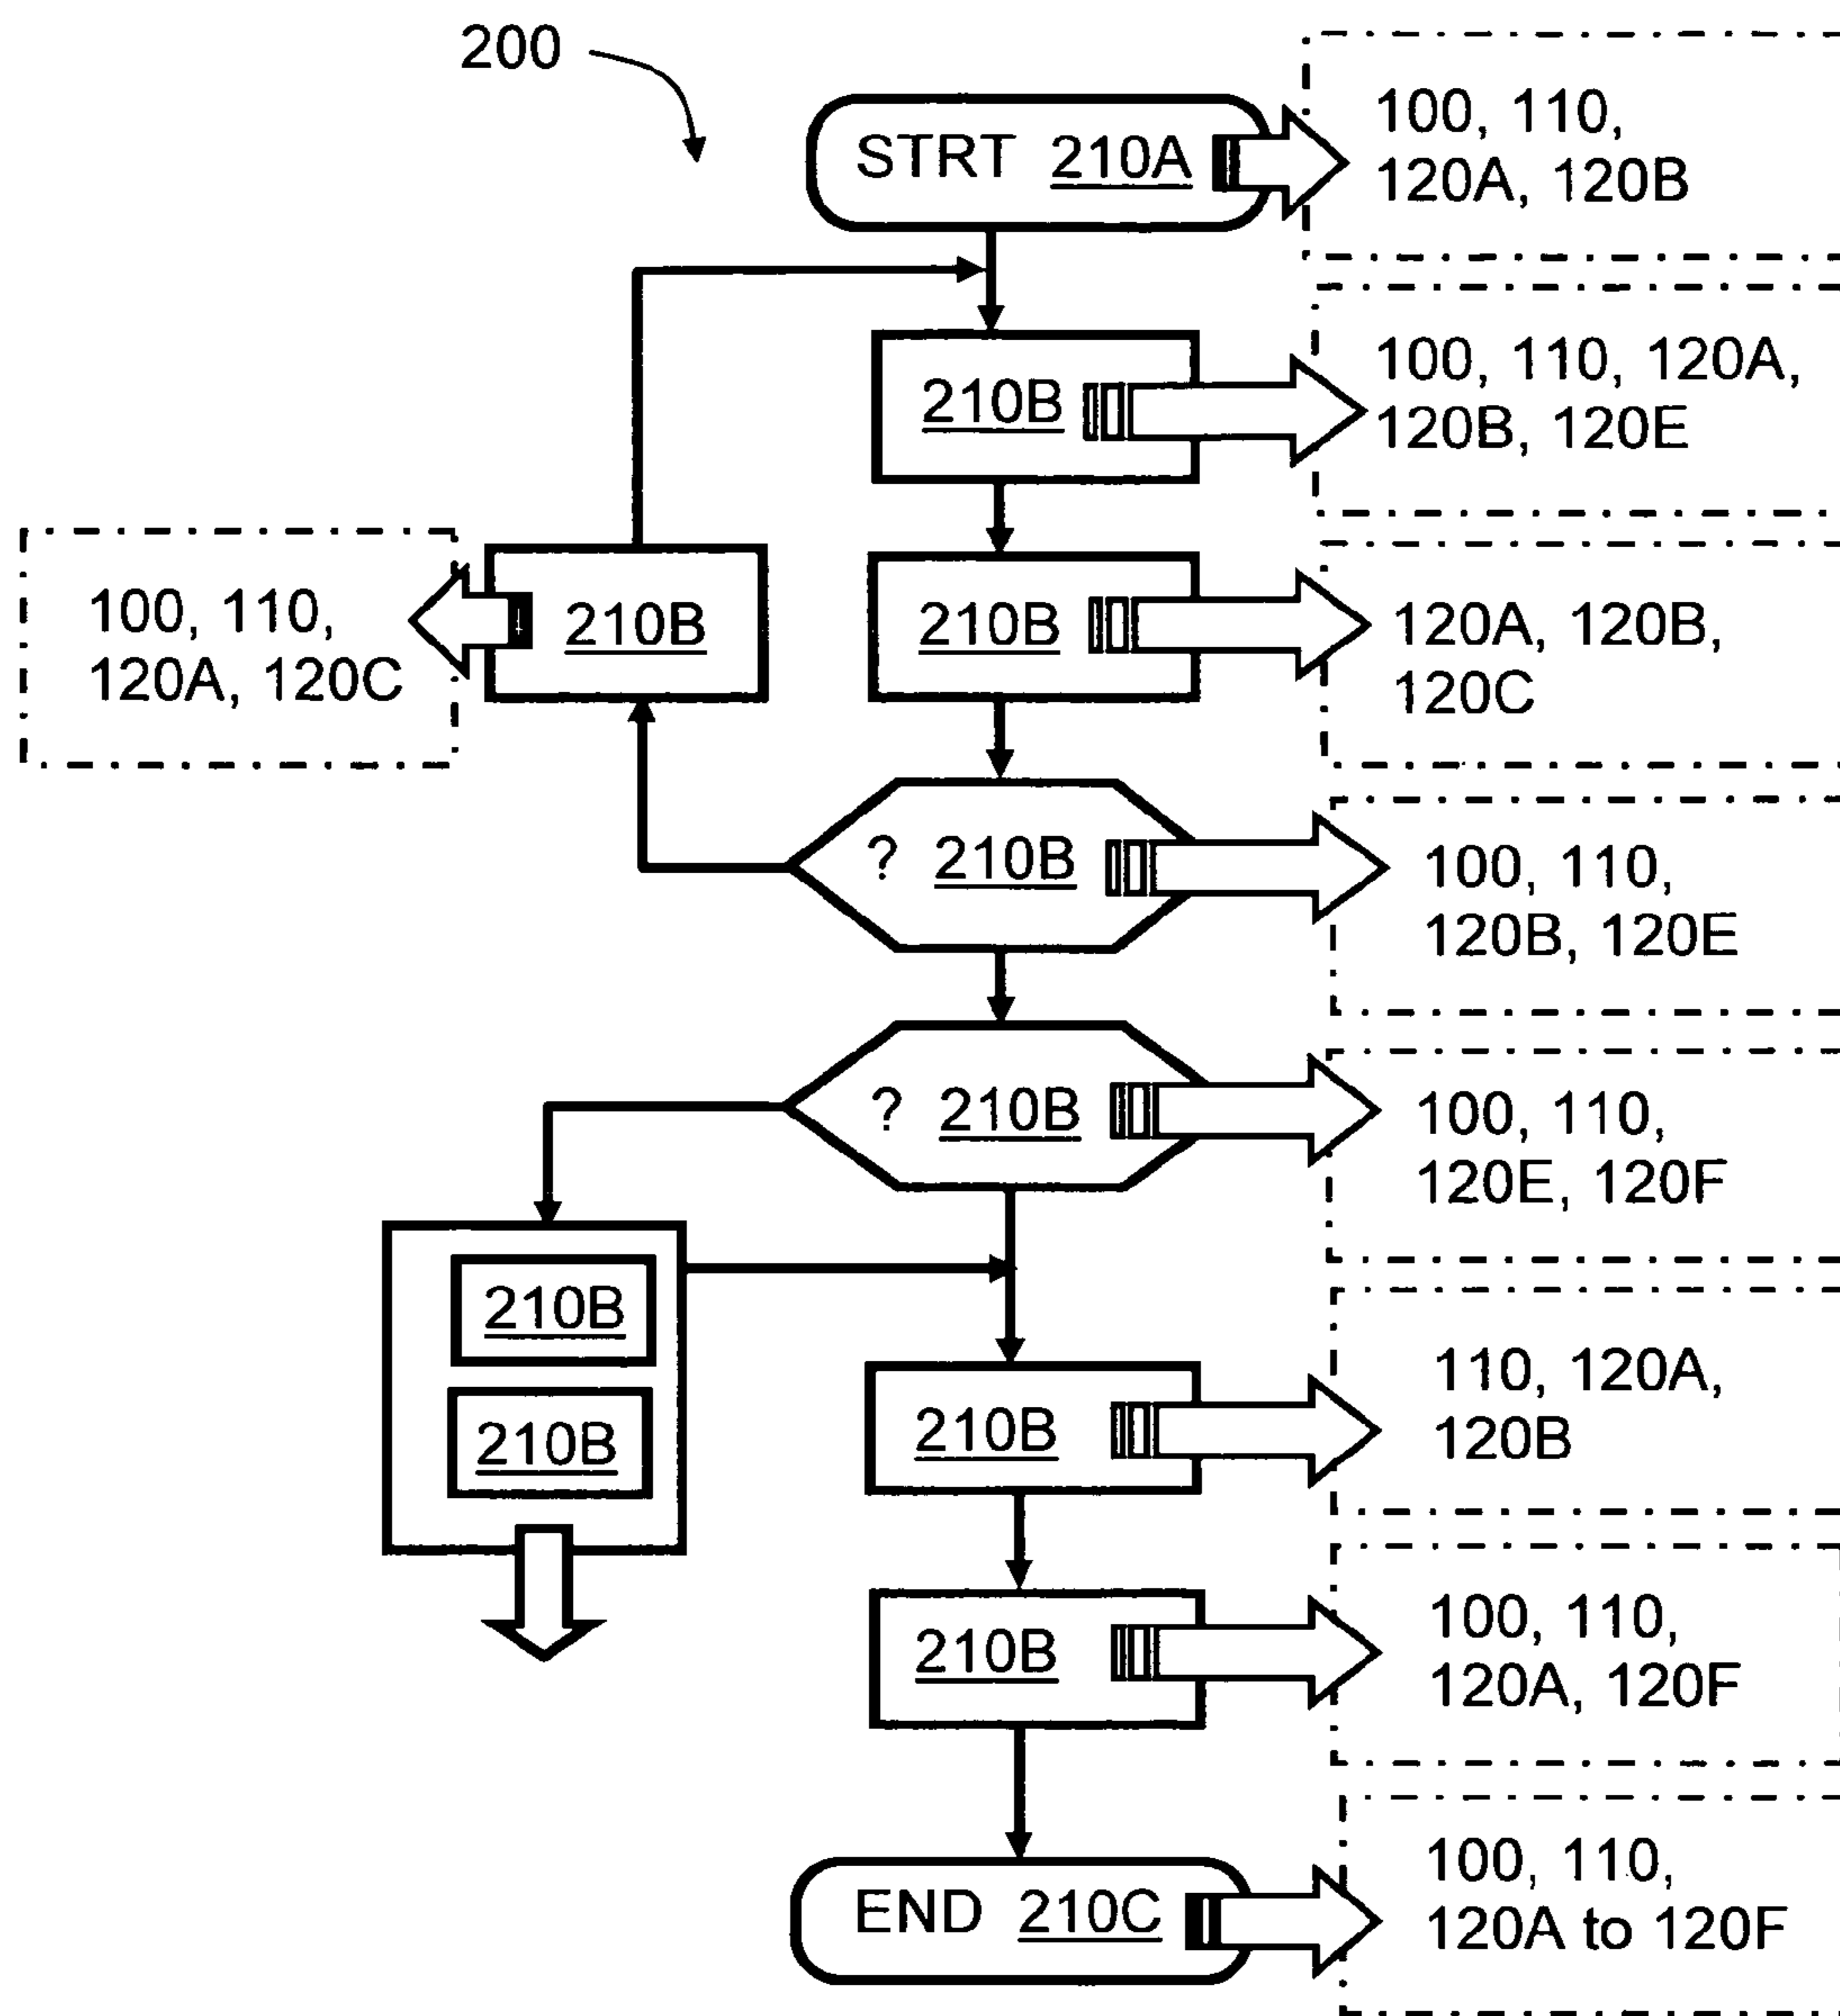 200
STRT 210A
100, 110,
120A, 120B
210B
100, 110, 120A,
120B, 120E
100, 110,
120A, 120C
210B
210B
120A, 120B,
120C
? 210B
100, 110,
120B, 120E
? 210B
100, 110,
120E, 120F
210B
210B
210B
110, 120A,
120B
210B
100, 110,
120A, 120F
END 210C
100, 110,
120A to 120F